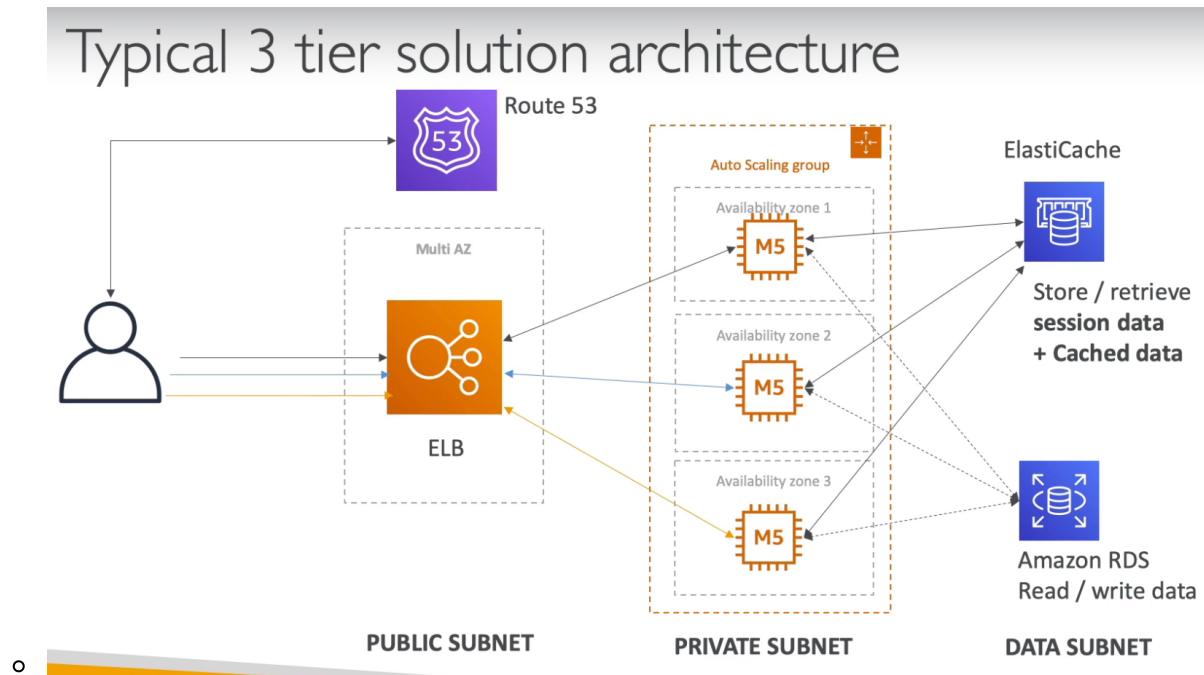 Typical 3 tier solution architecture
53
Route 53
Multi AZ
ELB
PUBLIC SUBNET
Auto Scaling group
Availability zone 1
M5
Availability zone 2
M5
Availability zone 3
M5
PRIVATE SUBNET
ElastiCache
Store / retrieve
session data
+ Cached data
Amazon RDS
Read / write data
DATA SUBNET